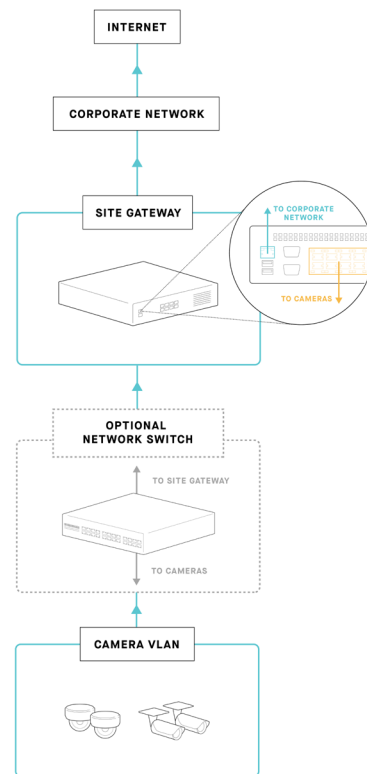 INTERNET
CORPORATE NETWORK
SITE GATEWAY
TO CORPORATE
NETWORK
TO CAMERAS
OPTIONAL
NETWORK SWITCH
TO SITE GATEWAY
TO CAMERAS
CAMERA VLAN